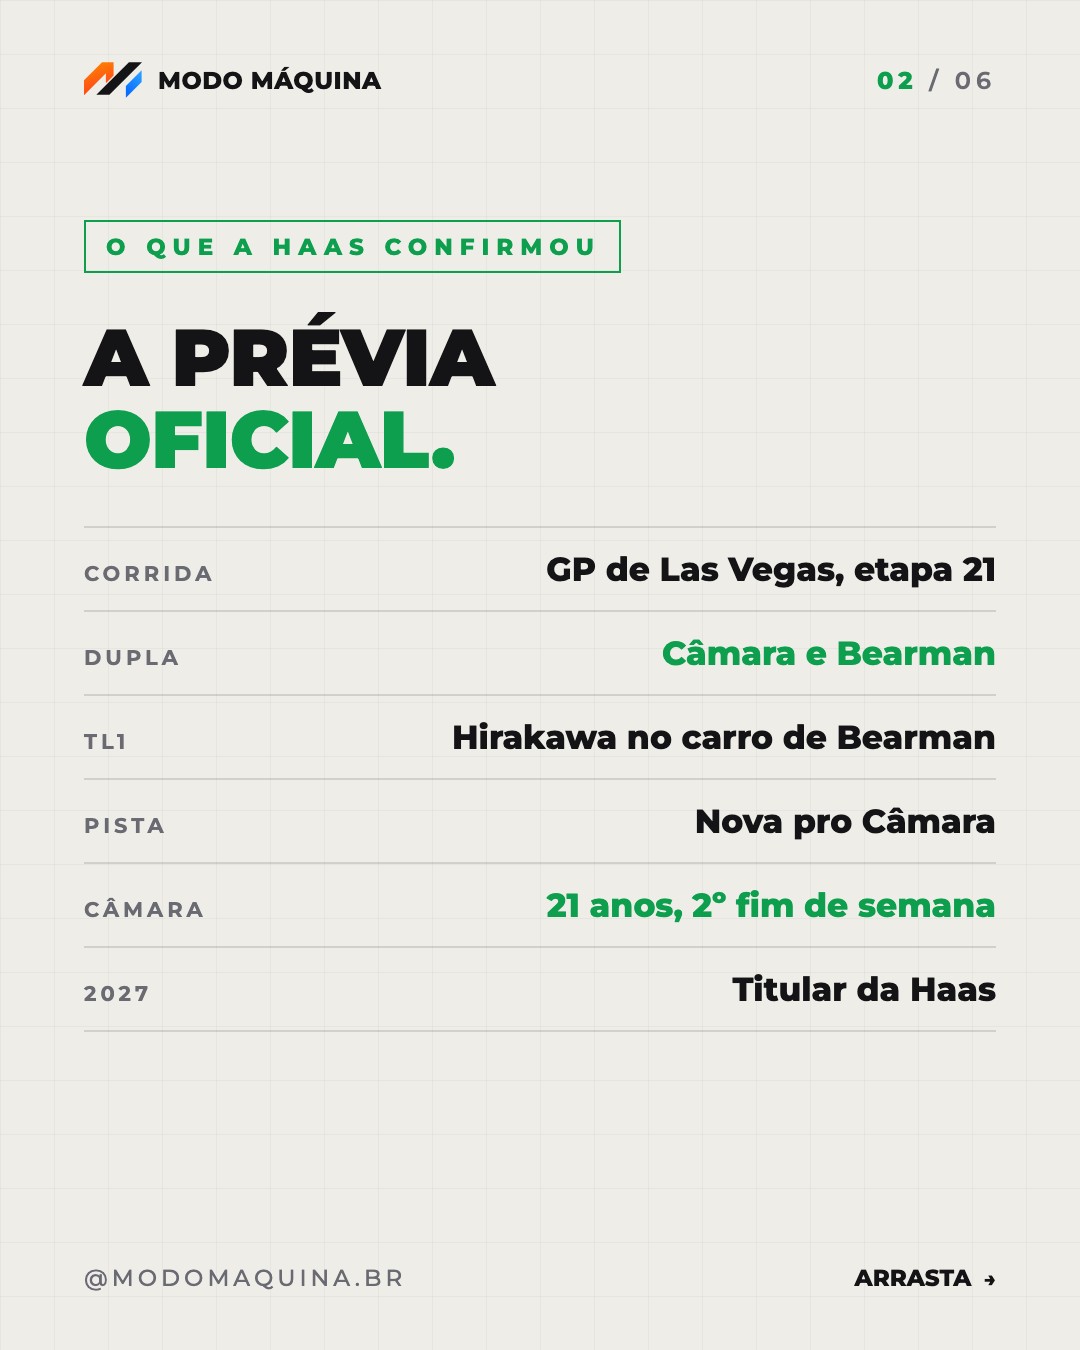 MODO MÁQUINA
02 / 06
O QUE A HAAS CONFIRMOU
A PRÉVIA
OFICIAL.
CORRIDA GP de Las Vegas, etapa 21
DUPLA Câmara e Bearman
TL1 Hirakawa no carro de Bearman
PISTA Nova pro Câmara
CÂMARA 21 anos, 2º fim de semana
2027 Titular da Haas
@MODOMAQUINA.BR
ARRASTA →